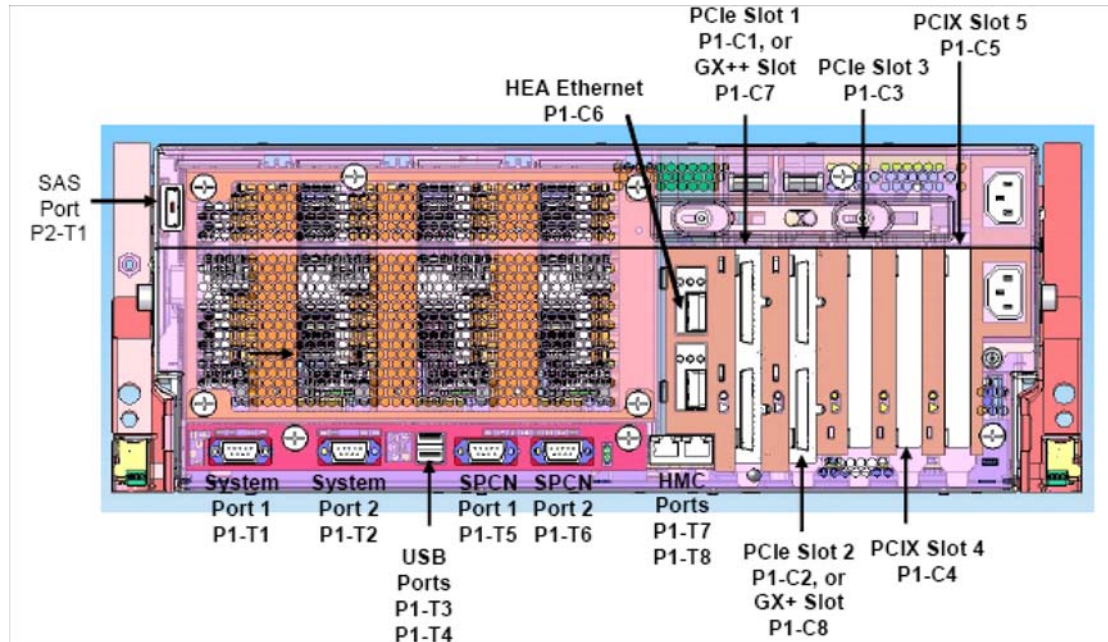 PCIe Slot 1
P1-C1, or
GX++ Slot
P1-C7
PCIX Slot 5
P1-C5
PCIe Slot 3
P1-C3
HEA Ethernet
P1-C6
SAS
Port
P2-T1
System
Port 1
P1-T1
System
Port 2
P1-T2
USB
Ports
P1-T3
P1-T4
SPCN
Port 1
P1-T5
SPCN
Port 2
P1-T6
HMC
Ports
P1-T7
P1-T8
PCIe Slot 2
P1-C2, or
GX+ Slot
P1-C8
PCIX Slot 4
P1-C4